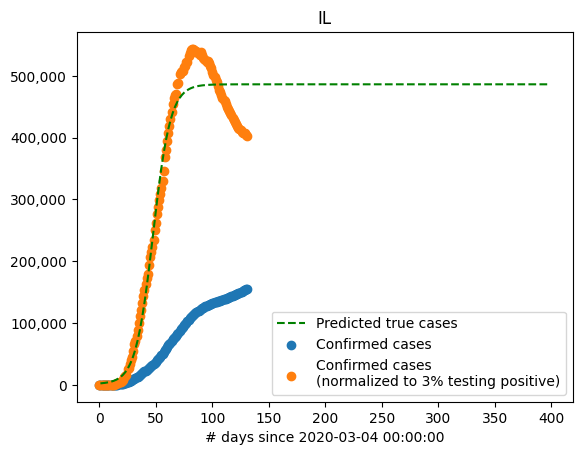 IL
500,000
400,000
300,000
200,000
100,000
0
Predicted true cases
Confirmed cases
Confirmed cases
(normalized to 3% testing positive)
0 50 100 150 200 250 300 350 400
# days since 2020-03-04 00:00:00